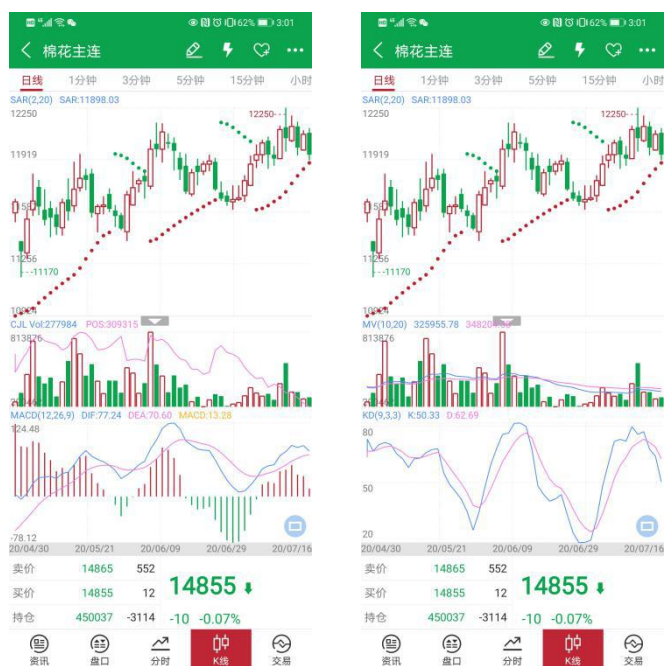 62% 3:01
棉花主连
日线 1分钟 3分钟 5分钟 15分钟 小时
SAR(2,20) SAR:11898.03
12250
12250
11919
11256
11170
CJL Vol:277984 POS:309315
813876
MACD(12,26,9) DIF:77.24 DEA:70.60 MACD:13.28
124.48
-78.12
20/04/30 20/05/21 20/06/09 20/06/29 20/07/16
卖价 14865 552
买价 14855 12
14855
持仓 450037 -3114
-10 -0.07%
资讯 盘口 分时 K线 交易
62% 3:01
棉花主连
日线 1分钟 3分钟 5分钟 15分钟 小时
SAR(2,20) SAR:11898.03
12250
12250
11919
11256
11170
MV(10,20) 325955.78
813876
KD(9,3,3) K:50.33 D:62.69
80
50
20
20/04/30 20/05/21 20/06/09 20/06/29 20/07/16
卖价 14865 552
买价 14855 12
14855
持仓 450037 -3114
-10 -0.07%
资讯 盘口 分时 K线 交易